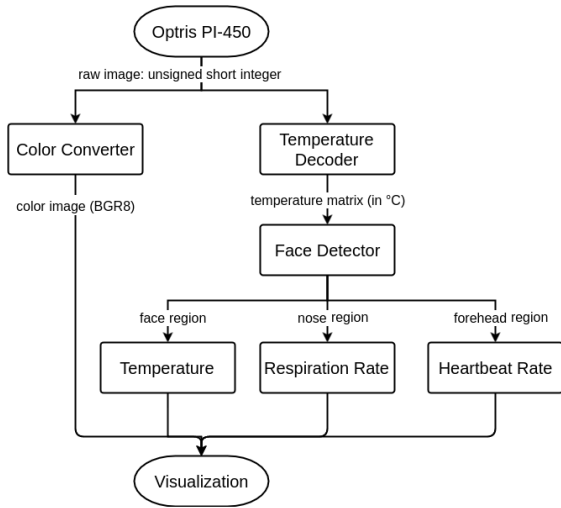 Optris PI-450
raw image: unsigned short integer
Color Converter
Temperature
Decoder
color image (BGR8)
temperature matrix (in °C)
Face Detector
face region
nose region
forehead region
Temperature
Respiration Rate
Heartbeat Rate
Visualization